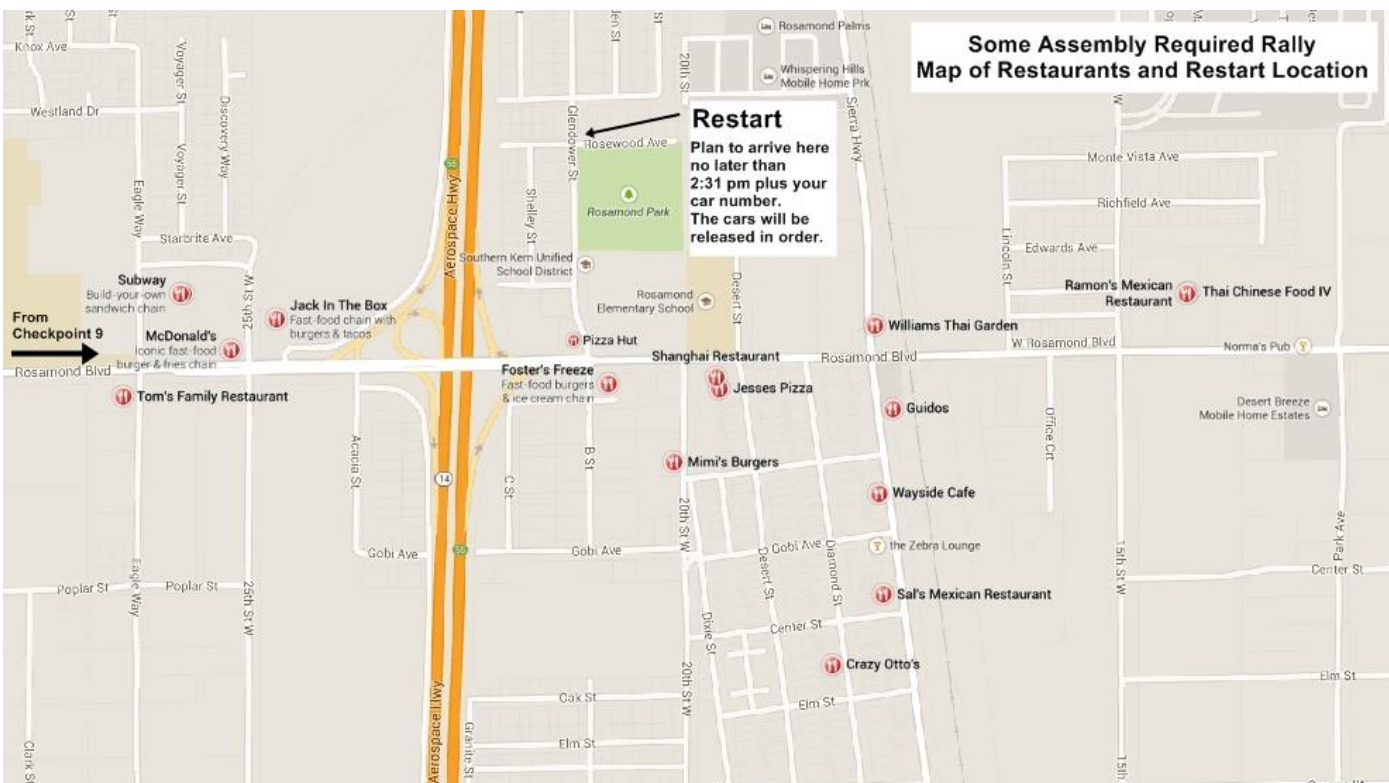 Some Assembly Required Rally
Map of Restaurants and Restart Location
Rosamond Palms
Whispering Hills
Mobile Home Prk
Knox Ave
Voyager St
Discovery Way
Westland Dr
Voyager St
Eagle Way
Starbrite Ave
25th St W
Glendower St
20th St
Sierra Hwy
Restart
Plan to arrive here
no later than
2:31 pm plus your
car number.
The cars will be
released in order.
Rosewood Ave
Rosamond Park
Shelley St
Aerospace Hwy
Southern Kern Unified
School District
Rosamond
Elementary School
Desert St
Monte Vista Ave
Richfield Ave
Edwards Ave
Lincoln St
Subway
Build-your-own
sandwich chain
Jack In The Box
Fast-food chain with
burgers & tacos
From
Checkpoint 9
McDonald's
Iconic fast-food
burger & fries chain
Rosamond Blvd
Tom's Family Restaurant
Pizza Hut
Foster's Freeze
Fast-food burgers
& ice cream chain
Shanghai Restaurant
Jesses Pizza
Rosamond Blvd
Williams Thai Garden
Ramon's Mexican
Restaurant
Thai Chinese Food IV
W Rosamond Blvd
Norma's Pub
Guidos
Desert Breeze
Mobile Home Estates
Mimi's Burgers
Wayside Cafe
the Zebra Lounge
Sal's Mexican Restaurant
Crazy Otto's
Acacia St
14
C St
B St
20th St W
Office Crt
Gobi Ave
Gobi Ave
Gobi Ave
Desert St
Diamond St
15th St W
Park Ave
Center St
Poplar St
Poplar St
Eagle Way
25th St W
Dixie St
Center St
20th St W
Elm St
Oak St
Elm St
Elm St
Clark St
Aerospace Hwy
Granite St
15th